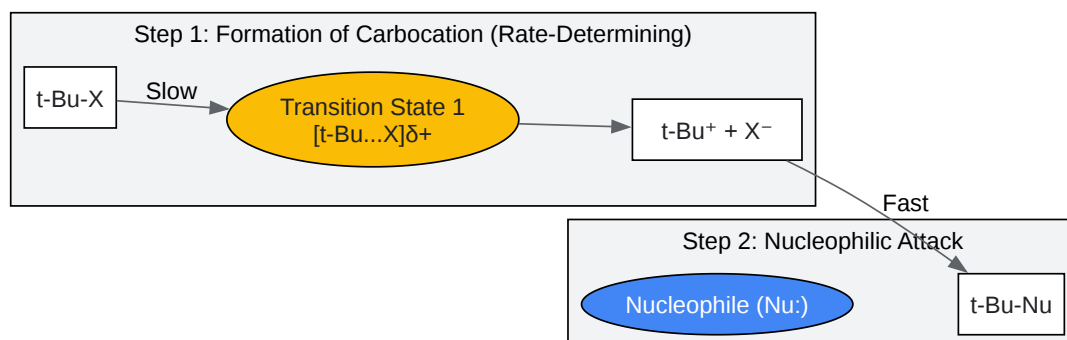 Step 1: Formation of Carbocation (Rate-Determining)
t-Bu-X
Slow
Transition State 1
[t-Bu...X]δ+
t-Bu⁺ + X⁻
Fast
Step 2: Nucleophilic Attack
Nucleophile (Nu:)
t-Bu-Nu